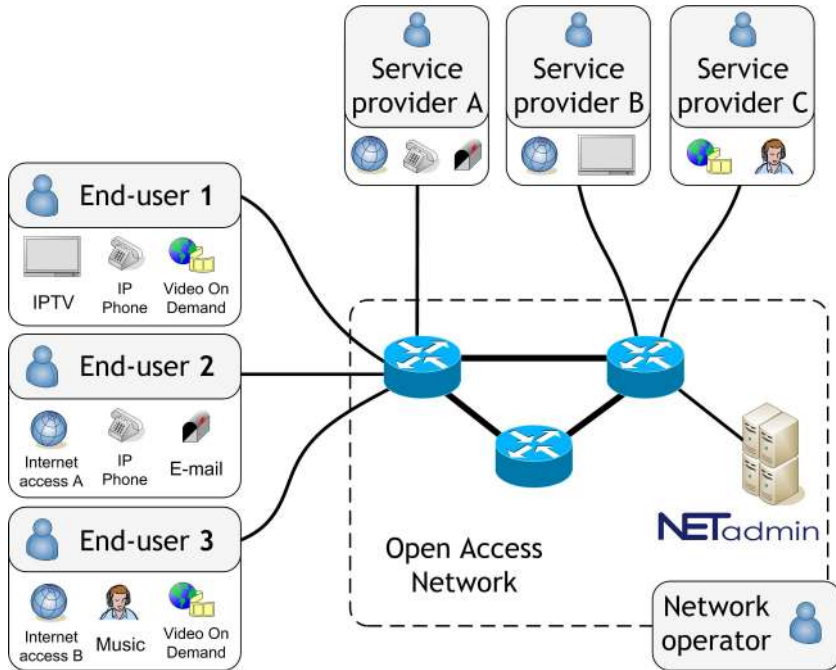 Service
provider A
Service
provider B
Service
provider C
End-user 1
IPTV
IP
Phone
Video On
Demand
End-user 2
Internet
access A
IP
Phone
E-mail
End-user 3
Internet
access B
Music
Video On
Demand
Open Access
Network
NETadmin
Network
operator